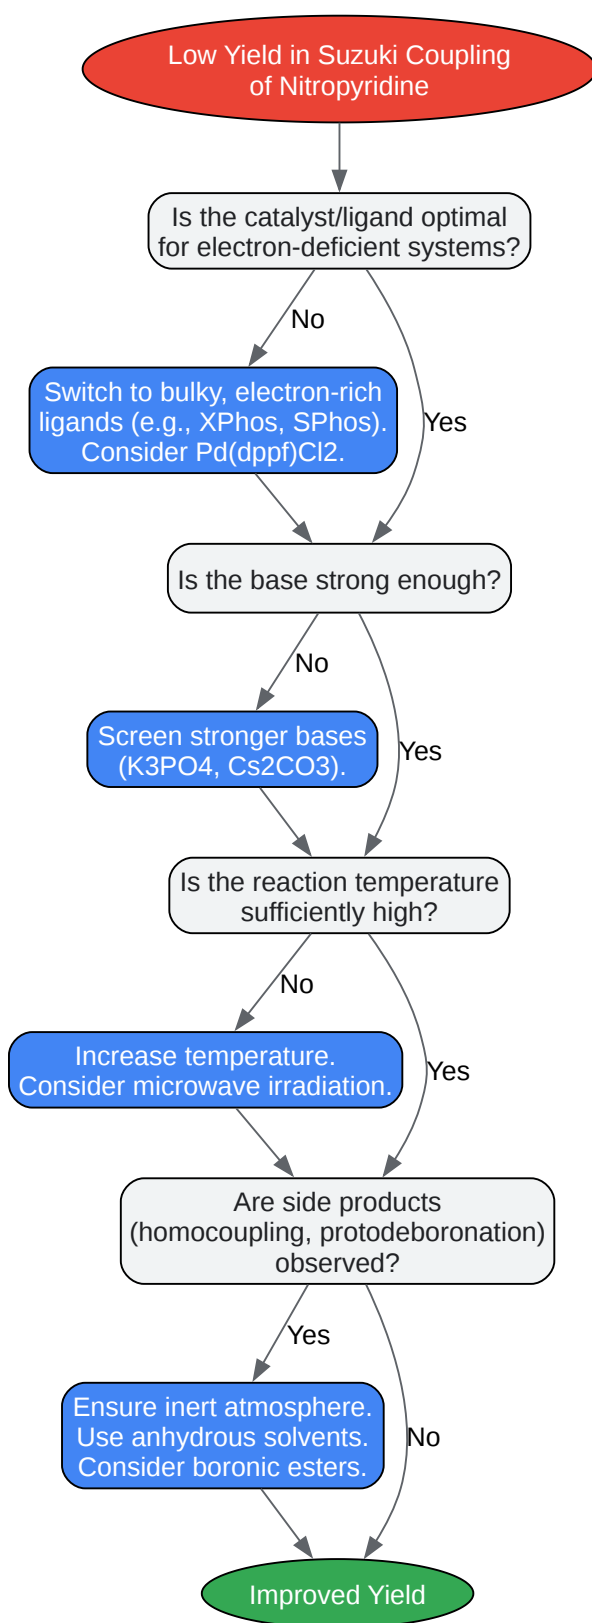 Low Yield in Suzuki Coupling
of Nitropyridine
Is the catalyst/ligand optimal
for electron-deficient systems?
No
Switch to bulky, electron-rich
ligands (e.g., XPhos, SPhos).
Consider Pd(dppf)Cl2.
Yes
Is the base strong enough?
No
Screen stronger bases
(K3PO4, Cs2CO3).
Yes
Is the reaction temperature
sufficiently high?
No
Increase temperature.
Consider microwave irradiation.
Yes
Are side products
(homocoupling, protodeboronation)
observed?
Yes
Ensure inert atmosphere.
Use anhydrous solvents.
Consider boronic esters.
No
Improved Yield